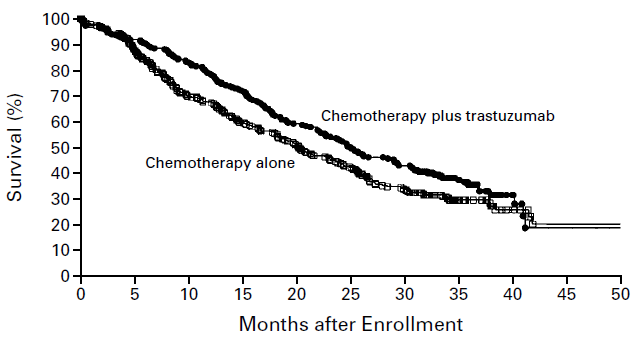 100
90
80
70
60
50
40
30
20
10
0
Survival (%)
Chemotherapy plus trastuzumab
Chemotherapy alone
0 5 10 15 20 25 30 35 40 45 50
Months after Enrollment